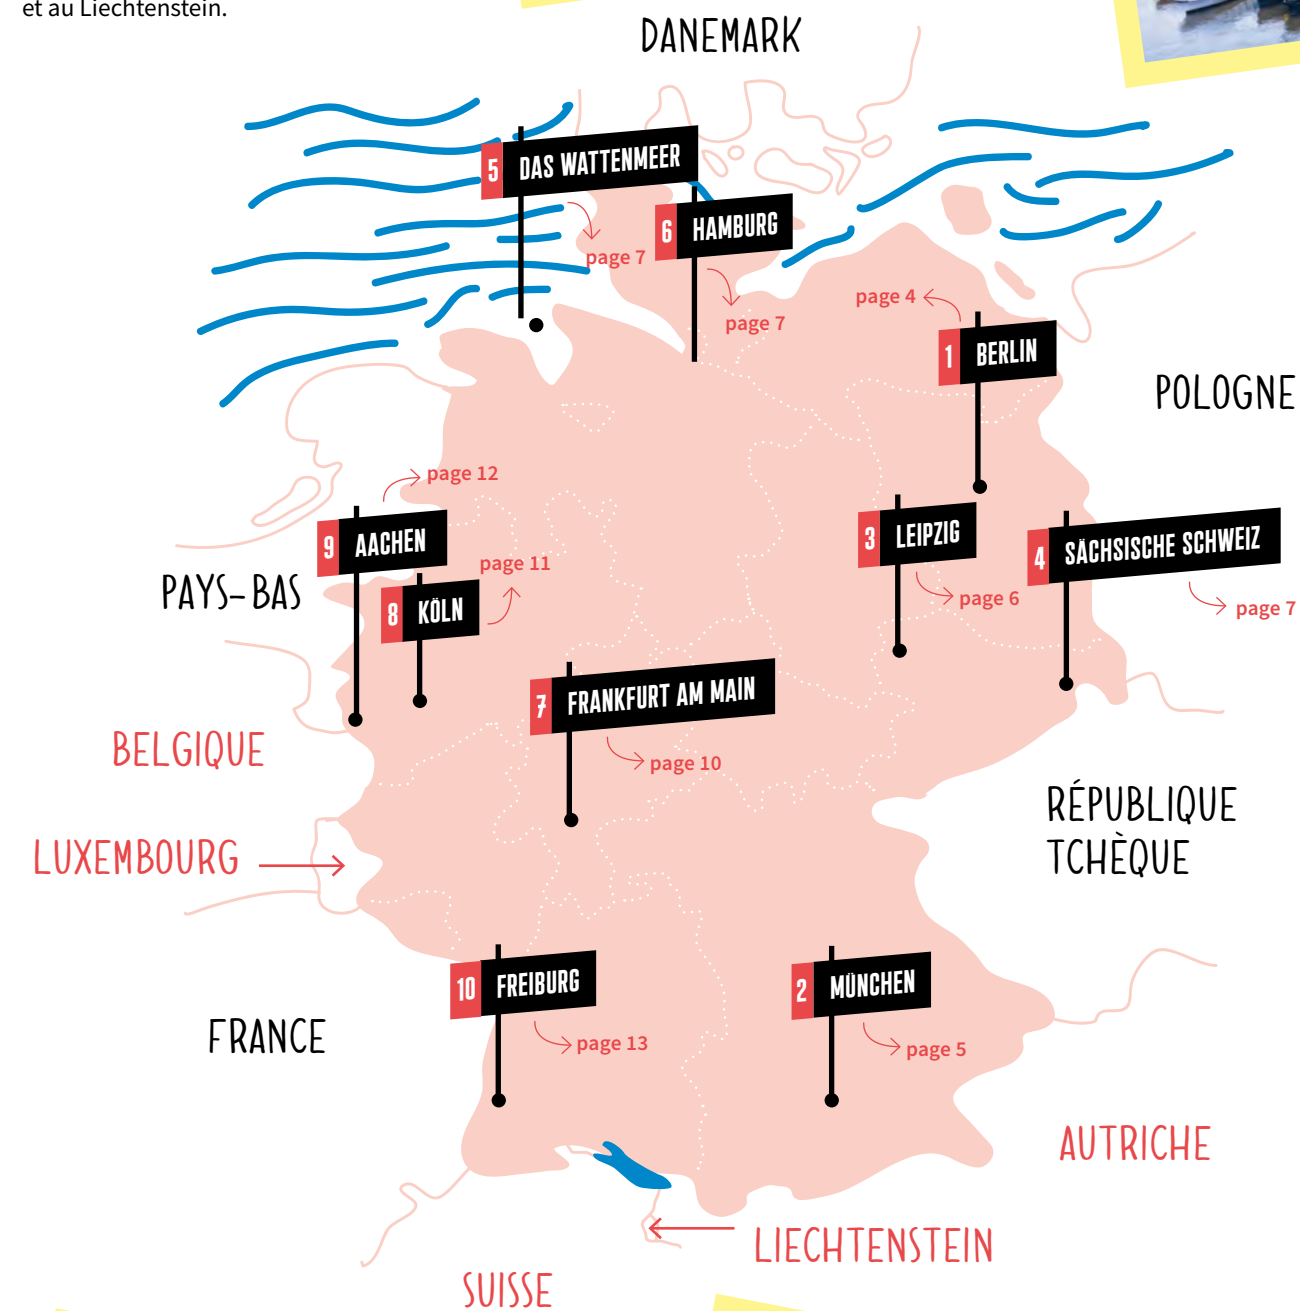 et au Liechtenstein.
DANEMARK
5 DAS WATTENMEER
page 7
6 HAMBURG
page 7
page 4
1 BERLIN
POLOGNE
page 12
9 AACHEN
page 11
8 KÖLN
PAYS-BAS
3 LEIPZIG
page 6
4 SÄCHSISCHE SCHWEIZ
page 7
7 FRANKFURT AM MAIN
page 10
BELGIQUE
RÉPUBLIQUE
TCHÈQUE
LUXEMBOURG
10 FREIBURG
page 13
2 MÜNCHEN
page 5
FRANCE
AUTRICHE
LIECHTENSTEIN
SUISSE